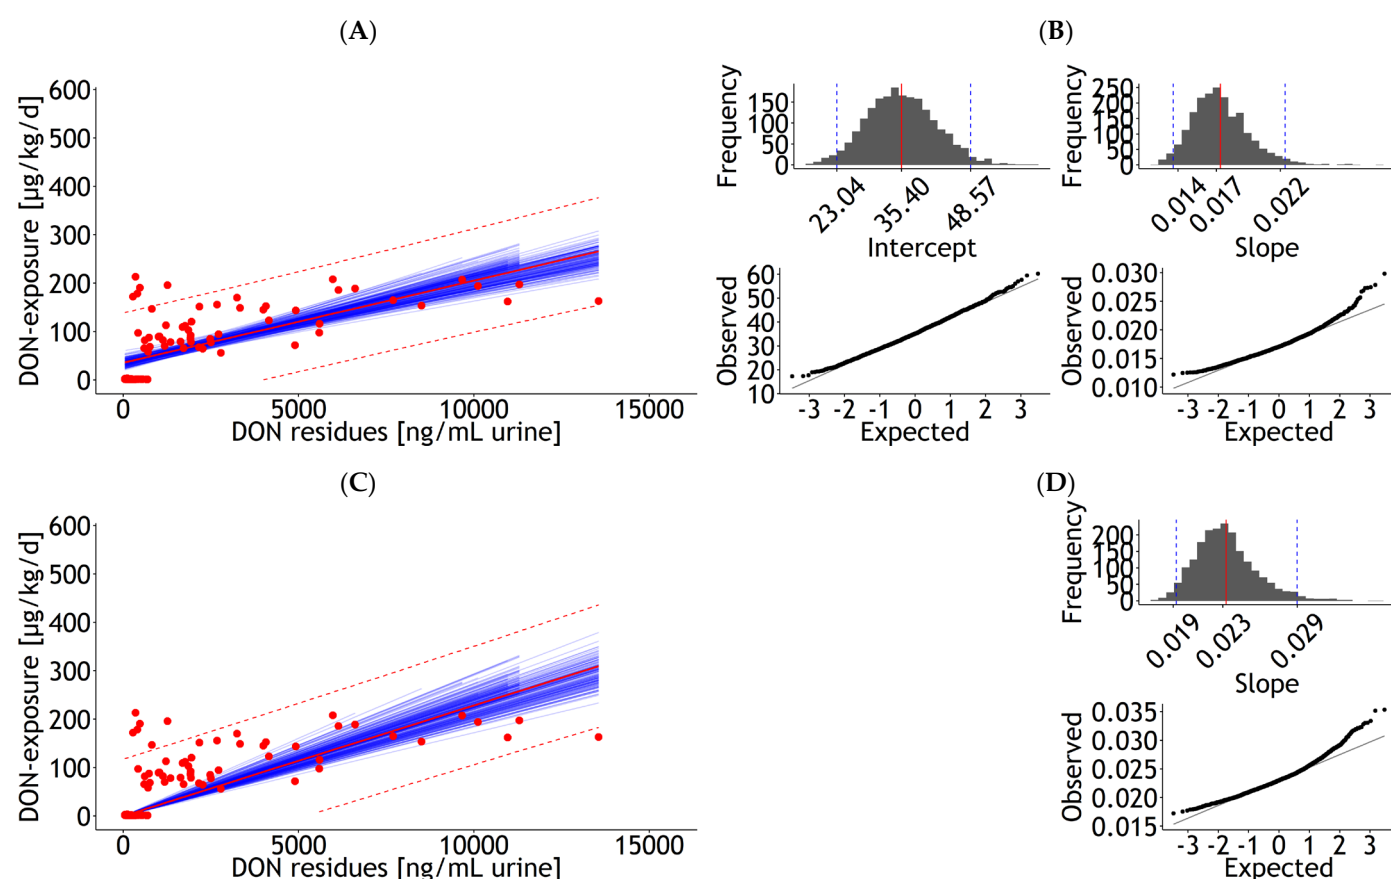 (A)
600
500
400
300
200
100
0
DON-exposure [µg/kg/d]
0 5000 10000 15000
DON residues [ng/mL urine]
(B)
Frequency
150
100
50
0
23.04 35.40 48.57
Intercept
Frequency
250
200
150
100
50
0
0.014 0.017 0.022
Slope
Observed
60
50
40
30
20
10
-3 -2 -1 0 1 2 3
Expected
Observed
0.030
0.025
0.020
0.015
0.010
-3 -2 -1 0 1 2 3
Expected
(C)
600
500
400
300
200
100
0
DON-exposure [µg/kg/d]
0 5000 10000 15000
DON residues [ng/mL urine]
(D)
Frequency
200
150
100
50
0
0.019 0.023 0.029
Slope
Observed
0.035
0.030
0.025
0.020
0.015
-3 -2 -1 0 1 2 3
Expected